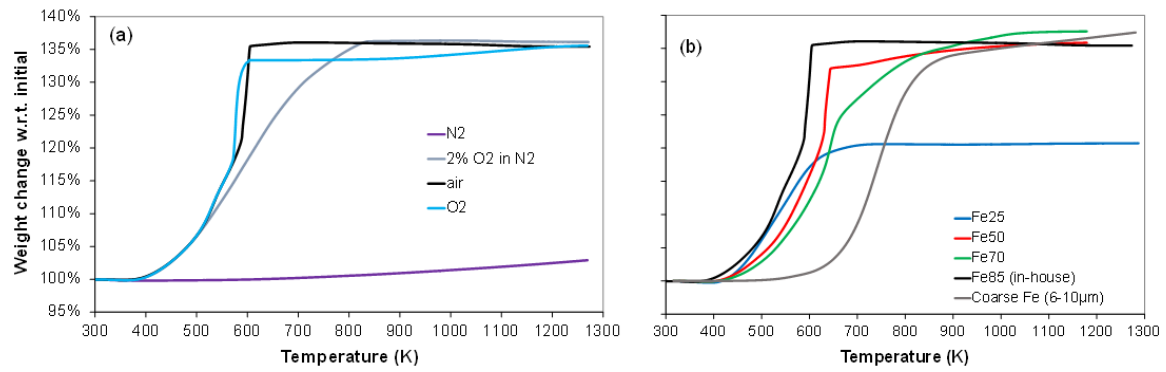 (a)
Weight change w.r.t. initial
140%
135%
130%
125%
120%
115%
110%
105%
100%
95%
N2
2% O2 in N2
air
O2
300 400 500 600 700 800 900 1000 1100 1200 1300
Temperature (K)
(b)
Fe25
Fe50
Fe70
Fe85 (in-house)
Coarse Fe (6-10µm)
300 400 500 600 700 800 900 1000 1100 1200 1300
Temperature (K)